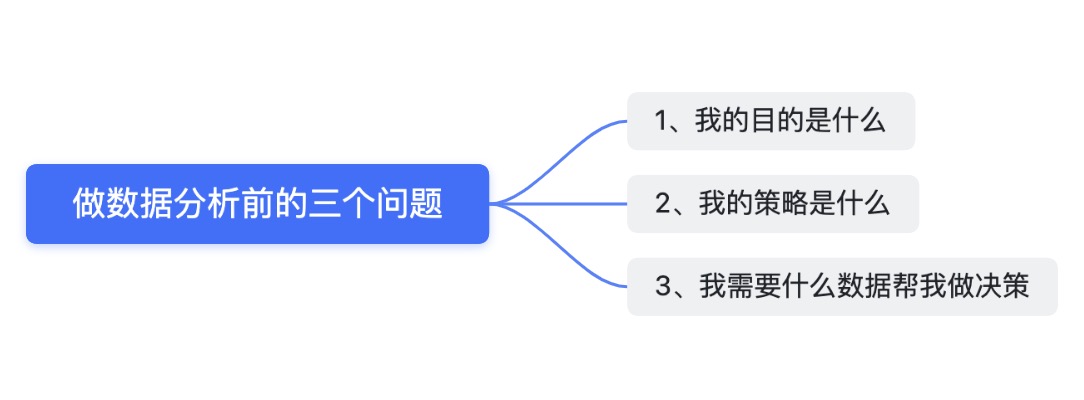 做数据分析前的三个问题
1、我的目的是什么
2、我的策略是什么
3、我需要什么数据帮我做决策